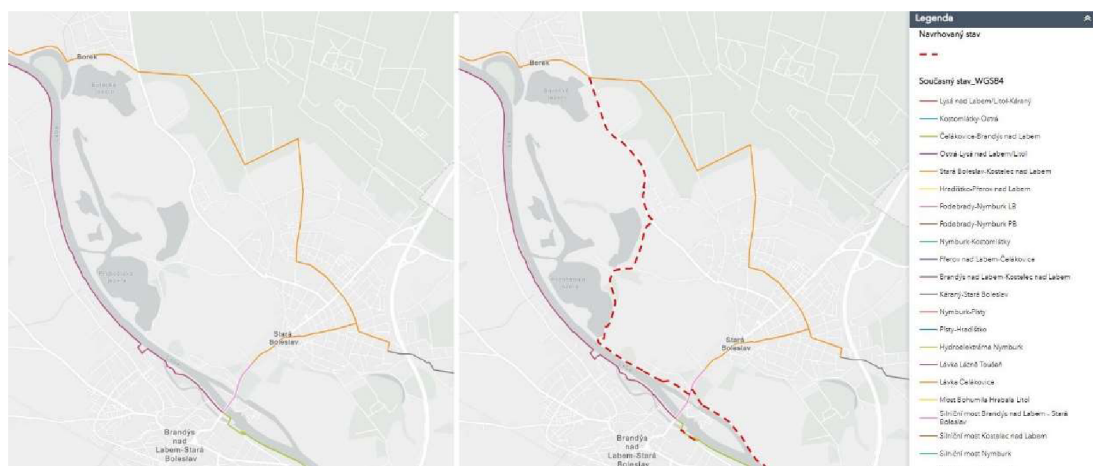 Borek
Stará
Boleslav
Brandýs
nad
Labem-Stará
Boleslav
Borek
Stará
Boleslav
Brandýs
nad
Labem-Stará
Boleslav
Legenda
Navrhovaný stav
Současný stav_WGS84
Lysá nad Labem/Litol-Káraný
Kostomlátky-Ostrá
Čelákovice-Brandýs nad Labem
Ostrá-Lysá nad Labem/Litol
Stará Boleslav-Kostelec nad Labem
Hradištko-Přerov nad Labem
Poděbrady-Nymburk LB
Poděbrady-Nymburk PB
Nymburk-Kostomlátky
Přerov nad Labem-Čelákovice
Brandýs nad Labem-Kostelec nad Labem
Káraný-Stará Boleslav
Nymburk-Písty
Písty-Hradištko
Hydroelektrárna Nymburk
Lávka Lázně Toušeň
Lávka Čelákovice
Most Bohumila Hrabala Litol
Silniční most Brandýs nad Labem - Stará
Boleslav
Silniční most Kostelec nad Labem
Silniční most Nymburk